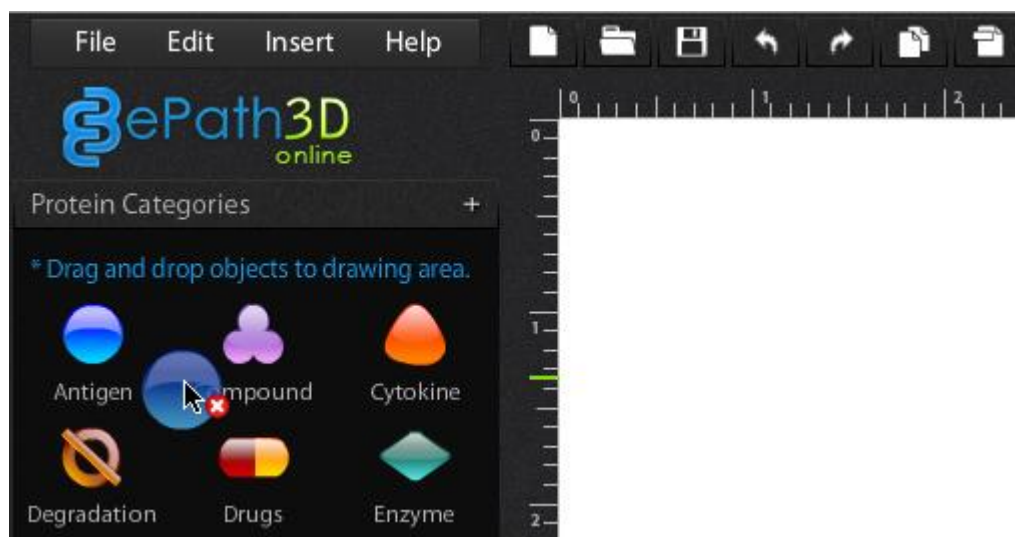 File Edit Insert Help
ePath3D
online
0 1 2
0
Protein Categories +
* Drag and drop objects to drawing area.
1
Antigen mpound Cytokine
Degradation Drugs Enzyme
2